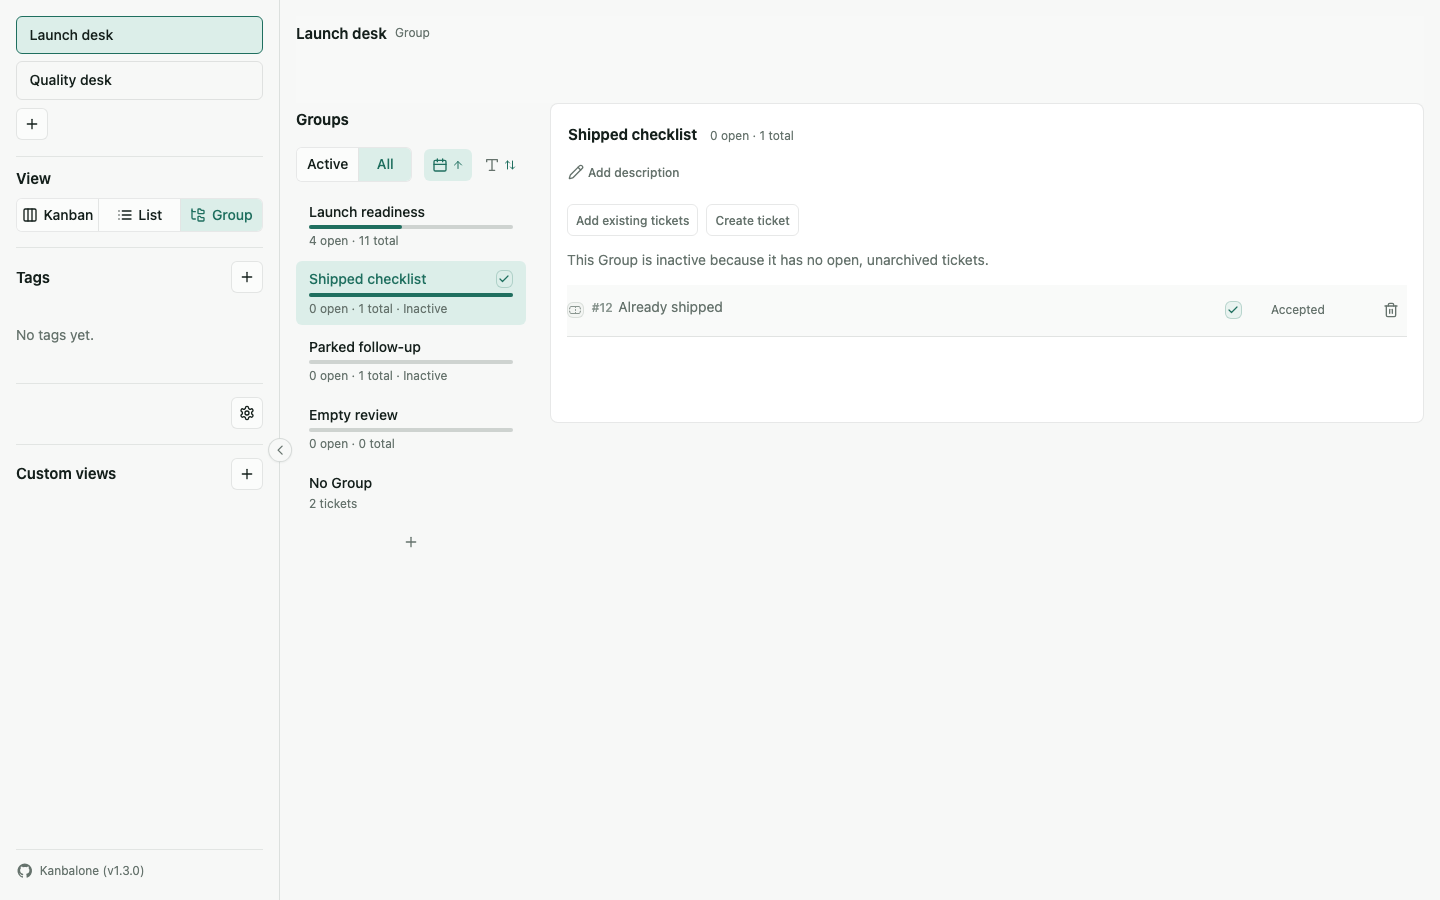 Launch desk
Quality desk
View
Kanban
List
Group
Tags
No tags yet.
Custom views
Kanbalone (v1.3.0)
Launch desk Group
Groups
Active
All
Launch readiness
4 open · 11 total
Shipped checklist
0 open · 1 total · Inactive
Parked follow-up
0 open · 1 total · Inactive
Empty review
0 open · 0 total
No Group
2 tickets
Shipped checklist 0 open · 1 total
Add description
Add existing tickets
Create ticket
This Group is inactive because it has no open, unarchived tickets.
#12 Already shipped
Accepted